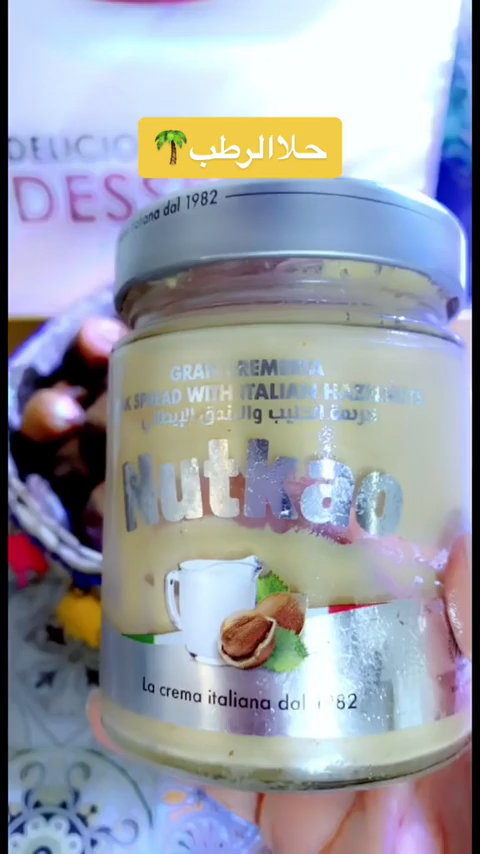 حلاالرطب🌴
DELICIO
DESS
italiana dal 1982
GRAN CREMERIA
SPREAD WITH ITALIAN HAZELNUTS
الحليب والبندق الإيطالي
Nutkao
La crema italiana dal 1982